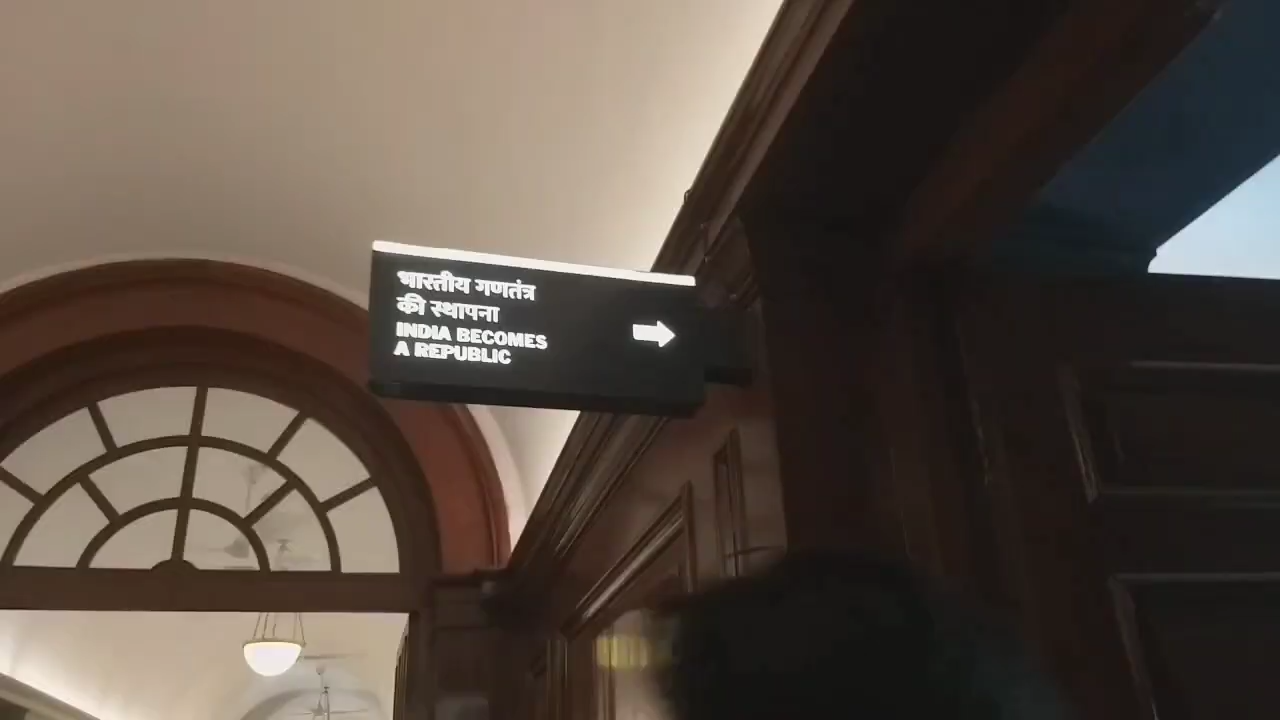 भारतीय गणतंत्र
की स्थापना
INDIA BECOMES
A REPUBLIC